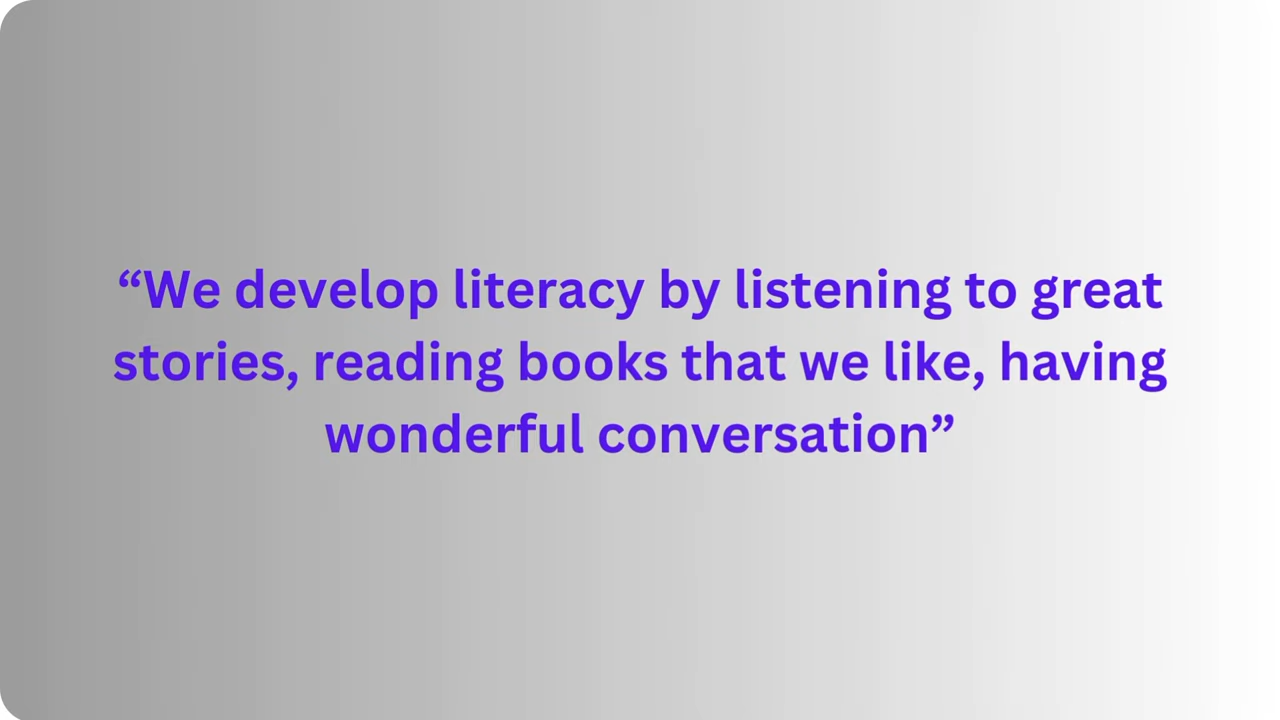 “We develop literacy by listening to great
stories, reading books that we like, having
wonderful conversation”